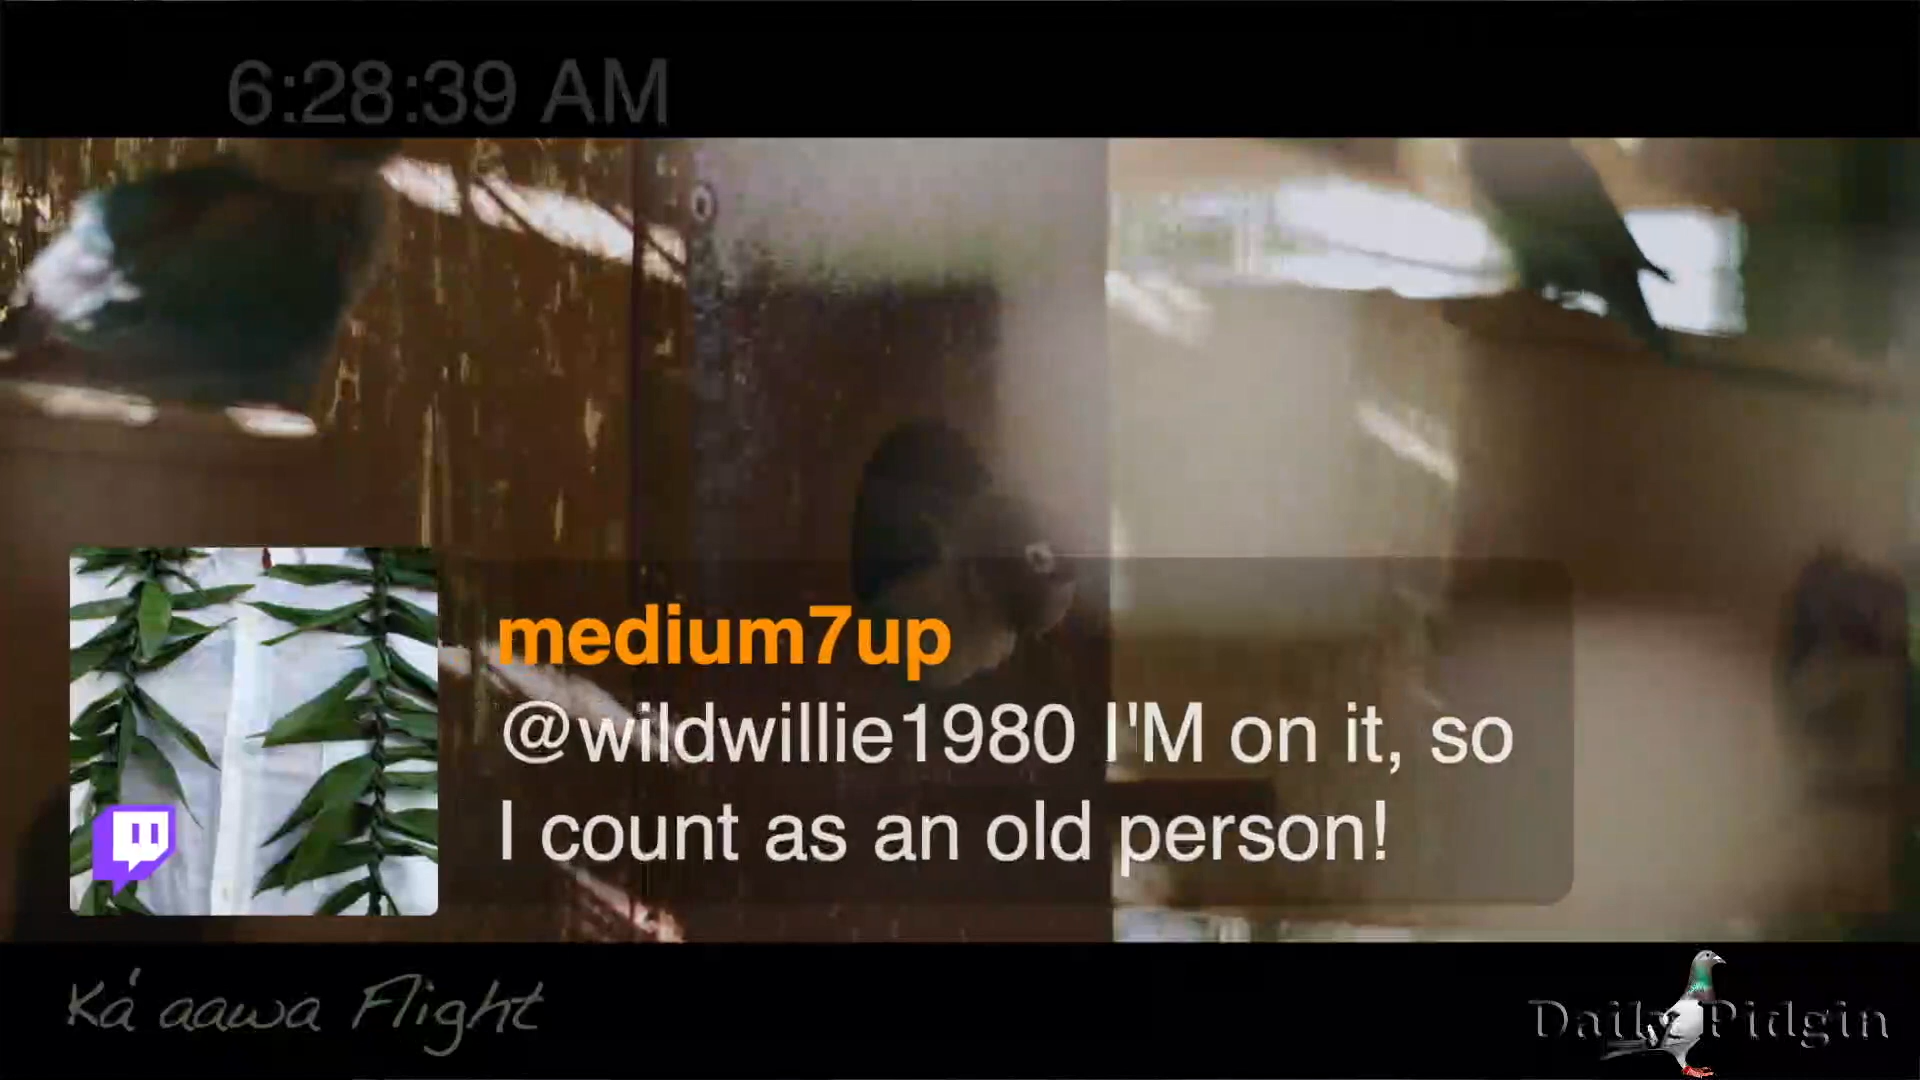 6:28:39 AM
medium7up
@wildwillie1980 I'M on it, so
I count as an old person!
Ka'aawa Flight
Daily Pidgin